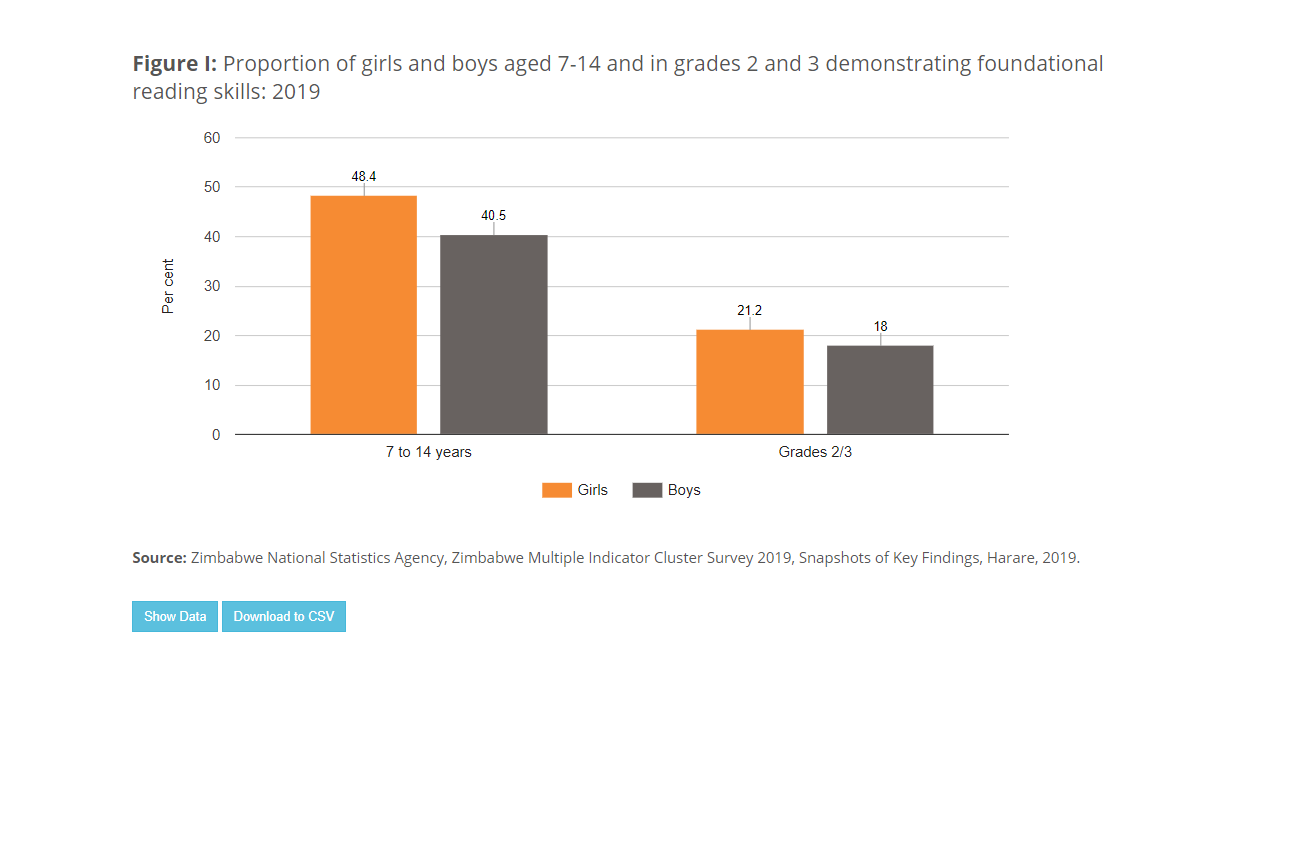 Figure I: Proportion of girls and boys aged 7-14 and in grades 2 and 3 demonstrating foundational
reading skills: 2019
60
50
40
30
20
10
0
Per cent
48.4
40.5
21.2
18
7 to 14 years
Grades 2/3
Girls
Boys
Source: Zimbabwe National Statistics Agency, Zimbabwe Multiple Indicator Cluster Survey 2019, Snapshots of Key Findings, Harare, 2019.
Show Data
Download to CSV